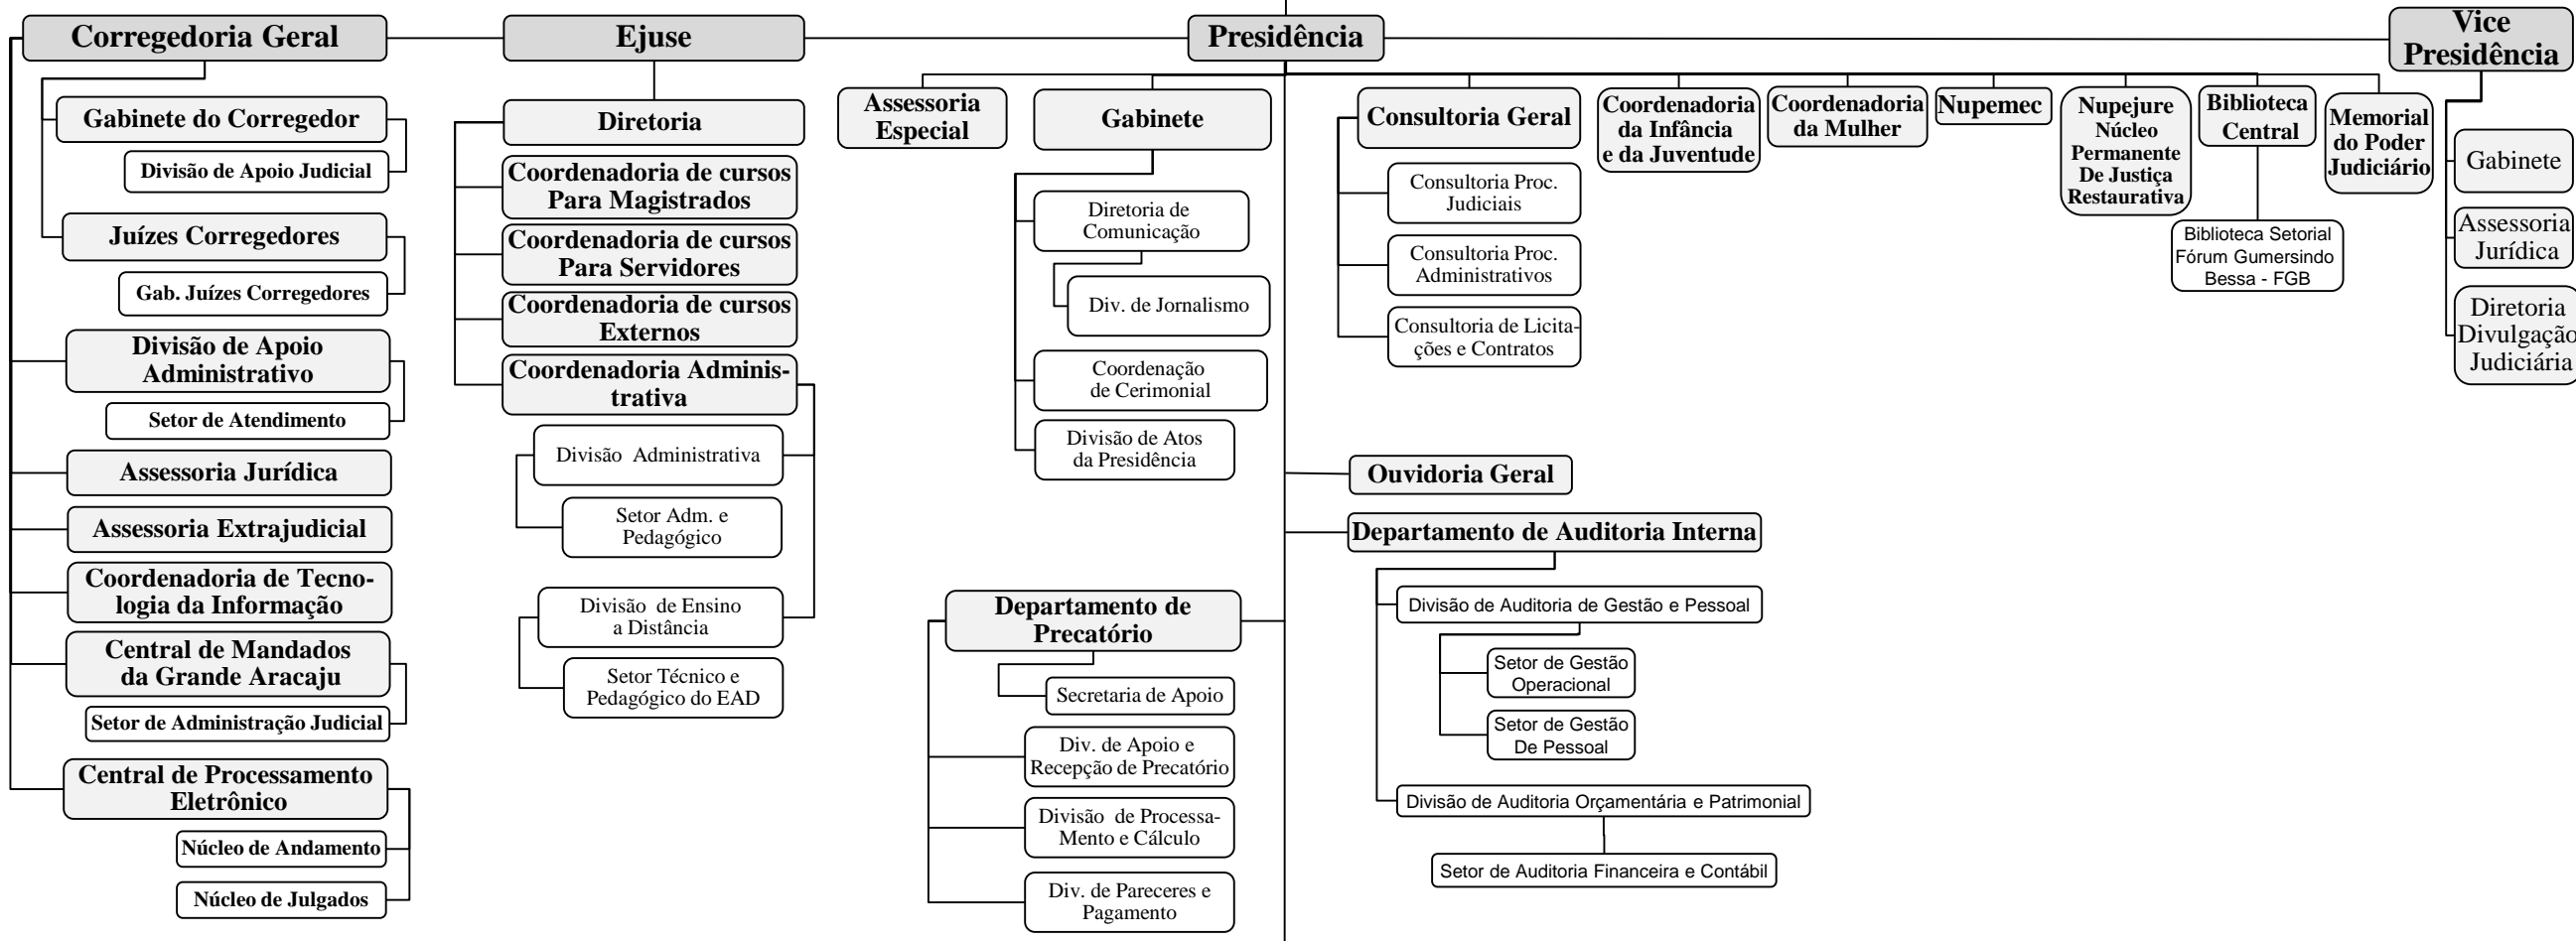 Corregedoria Geral
Ejuse
Presidência
Vice
Presidência
Gabinete do Corregedor
Divisão de Apoio Judicial
Juízes Corregedores
Gab. Juízes Corregedores
Divisão de Apoio
Administrativo
Setor de Atendimento
Assessoria Jurídica
Assessoria Extrajudicial
Coordenadoria de Tecno-
logia da Informação
Central de Mandados
da Grande Aracaju
Setor de Administração Judicial
Central de Processamento
Eletrônico
Núcleo de Andamento
Núcleo de Julgados
Diretoria
Coordenadoria de cursos
Para Magistrados
Coordenadoria de cursos
Para Servidores
Coordenadoria de cursos
Externos
Coordenadoria Adminis-
trativa
Divisão Administrativa
Setor Adm. e
Pedagógico
Divisão de Ensino
a Distância
Setor Técnico e
Pedagógico do EAD
Assessoria
Especial
Gabinete
Diretoria de
Comunicação
Div. de Jornalismo
Coordenação
de Cerimonial
Divisão de Atos
da Presidência
Consultoria Geral
Consultoria Proc.
Judiciais
Consultoria Proc.
Administrativos
Consultoria de Licita-
ções e Contratos
Coordenadoria
da Infância
e da Juventude
Coordenadoria
da Mulher
Nupemec
Nupejure
Núcleo
Permanente
De Justiça
Restaurativa
Biblioteca
Central
Biblioteca Setorial
Fórum Gumersindo
Bessa - FGB
Memorial
do Poder
Judiciário
Gabinete
Assessoria
Jurídica
Diretoria
Divulgação
Judiciária
Ouvidoria Geral
Departamento de Auditoria Interna
Divisão de Auditoria de Gestão e Pessoal
Setor de Gestão
Operacional
Setor de Gestão
De Pessoal
Divisão de Auditoria Orçamentária e Patrimonial
Setor de Auditoria Financeira e Contábil
Departamento de
Precatório
Secretaria de Apoio
Div. de Apoio e
Recepção de Precatório
Divisão de Processa-
Mento e Cálculo
Div. de Pareceres e
Pagamento